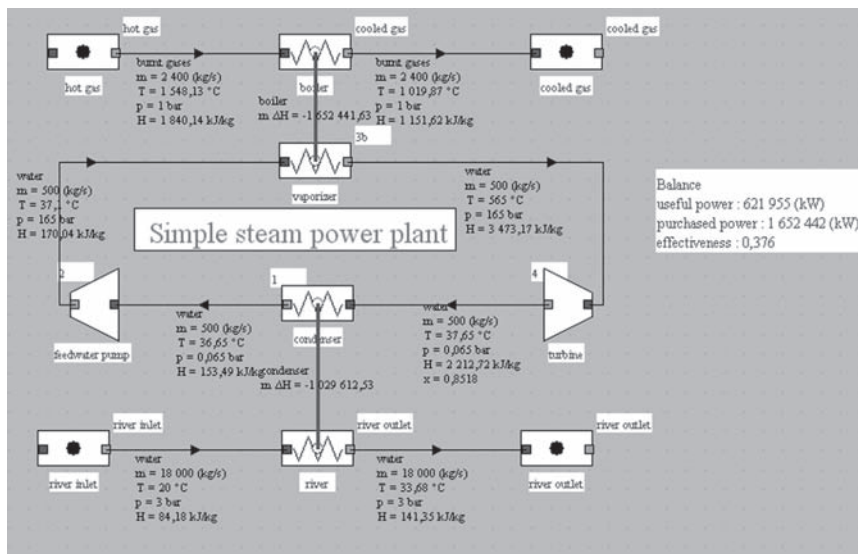 hot gas
cooled gas
cooled gas
hot gas
boiler
cooled gas
burnt gases
m = 2 400 (kg/s)
T = 1 548,13 °C
p = 1 bar
H = 1 840,14 kJ/kg
burnt gases
m = 2 400 (kg/s)
T = 1 019,87 °C
p = 1 bar
H = 1 151,62 kJ/kg
boiler
m ΔH = -1 652 441,63
3b
vaporizer
water
m = 500 (kg/s)
T = 37,1 °C
p = 165 bar
H = 170,04 kJ/kg
water
m = 500 (kg/s)
T = 565 °C
p = 165 bar
H = 3 473,17 kJ/kg
Balance
useful power : 621 955 (kW)
purchased power : 1 652 442 (kW)
effectiveness : 0,376
Simple steam power plant
2
1
4
feedwater pump
condenser
turbine
water
m = 500 (kg/s)
T = 36,65 °C
p = 0,065 bar
H = 153,49 kJ/kg
water
m = 500 (kg/s)
T = 37,65 °C
p = 0,065 bar
H = 2 212,72 kJ/kg
x = 0,8518
condenser
m ΔH = -1 029 612,53
river inlet
river outlet
river outlet
river inlet
river
river outlet
water
m = 18 000 (kg/s)
T = 20 °C
p = 3 bar
H = 84,18 kJ/kg
water
m = 18 000 (kg/s)
T = 33,68 °C
p = 3 bar
H = 141,35 kJ/kg